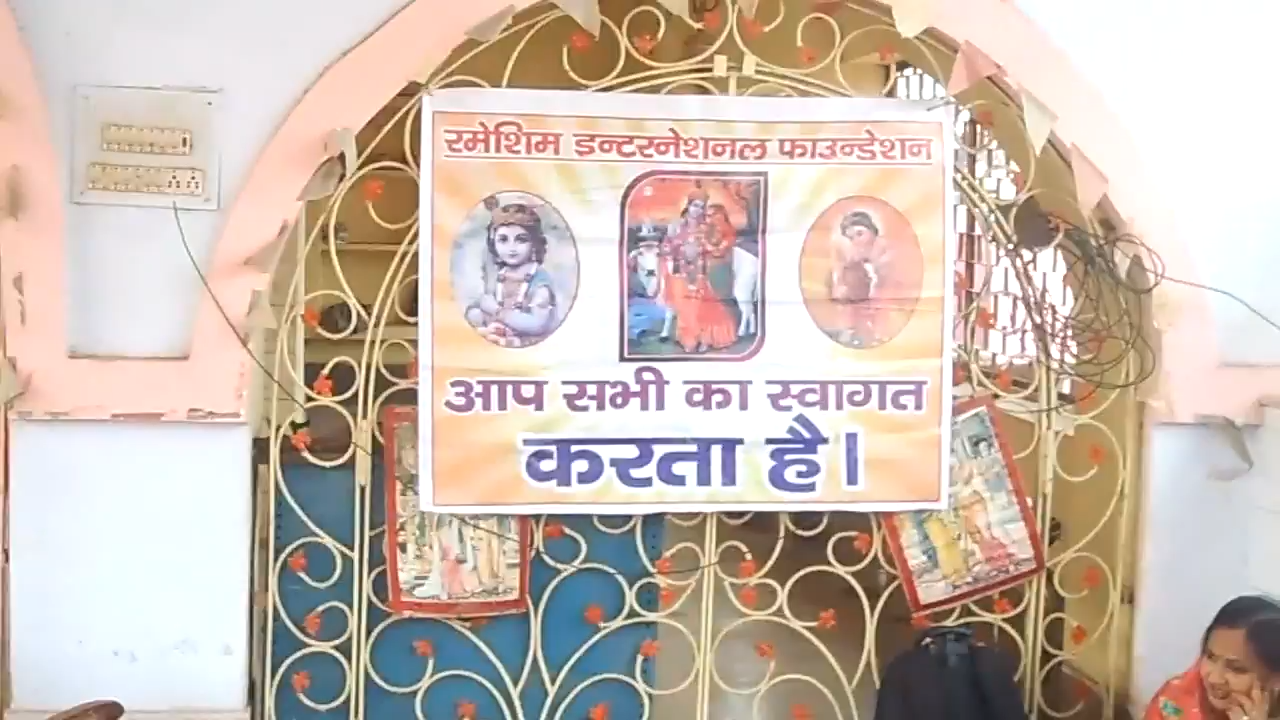 रमेशिम इन्टरनेशनल फाउन्डेशन
आप सभी का स्वागत
करता है।